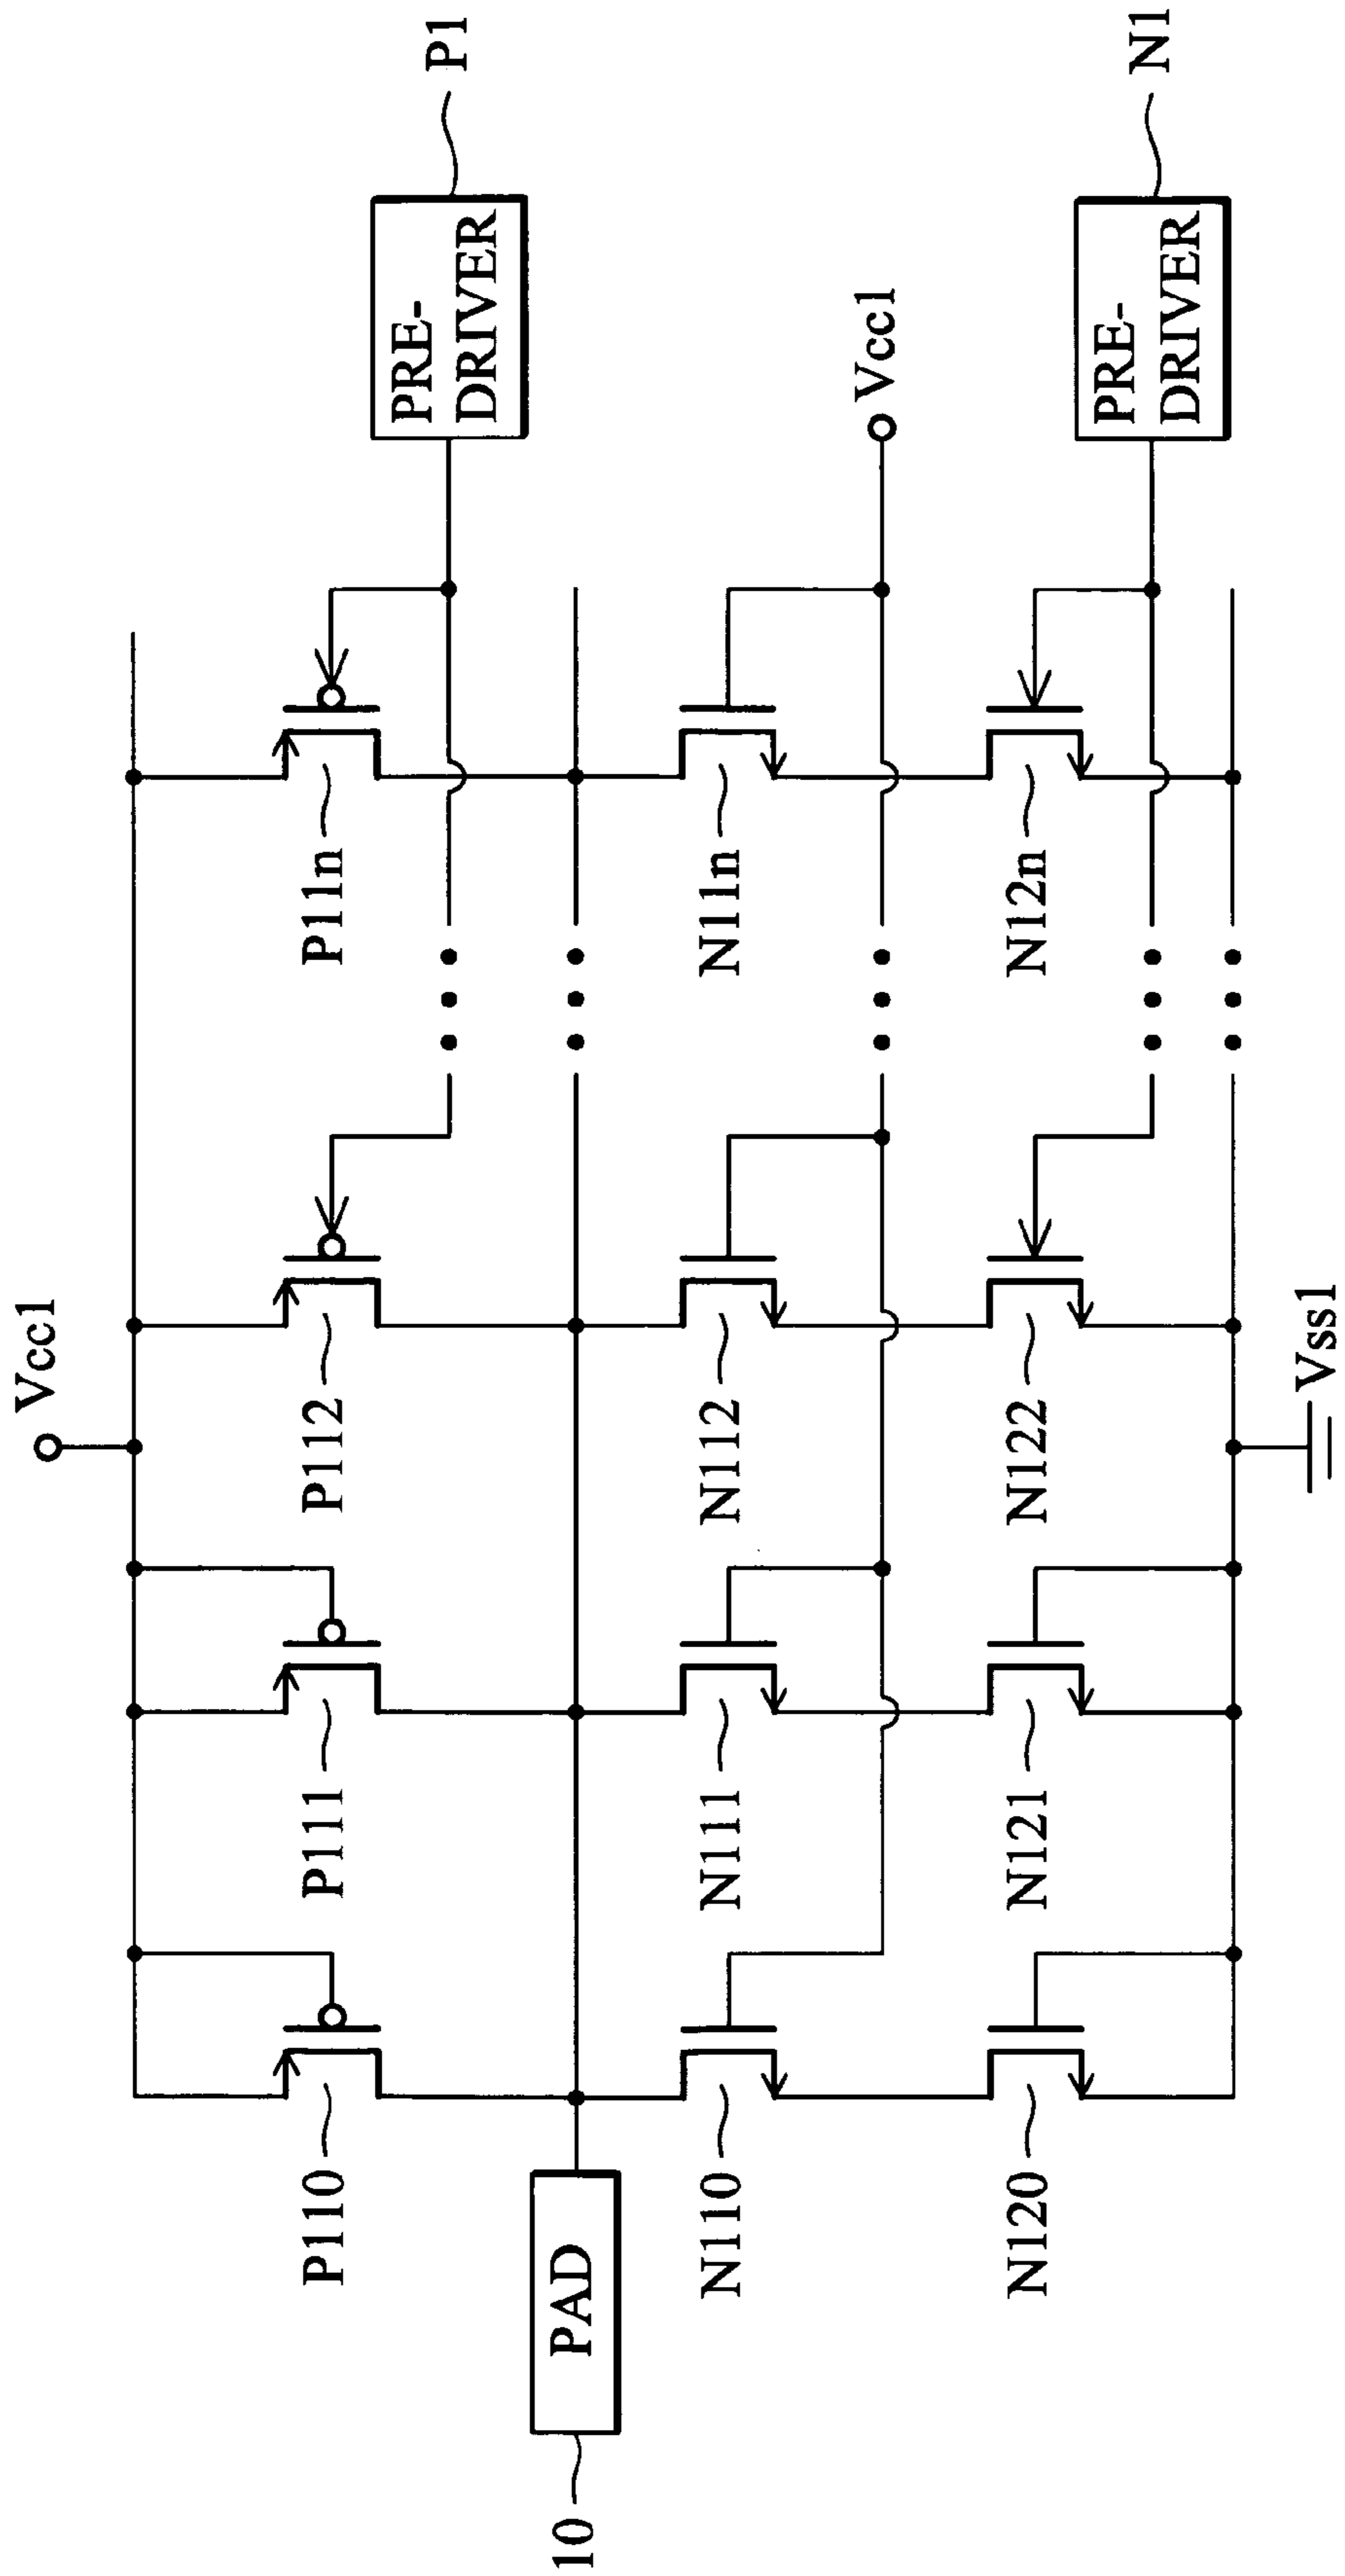 Vcc1
P110
P111
P112
P11n
PRE-
DRIVER
P1
10
PAD
N110
N111
N112
N11n
Vcc1
N120
N121
N122
N12n
PRE-
DRIVER
N1
Vss1